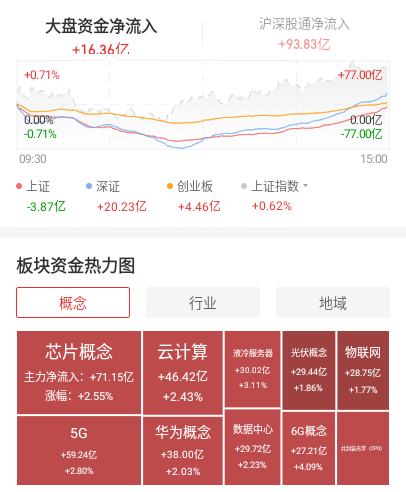 大盘资金净流入
沪深股通净流入
+16.36亿
+93.83亿
+0.71%
+77.00亿
0.00%
0.00亿
-0.71%
-77.00亿
09:30
15:00
上证
深证
创业板
上证指数
-3.87亿
+20.23亿
+4.46亿
+0.62%
板块资金热力图
概念
行业
地域
芯片概念
主力净流入：+71.15亿
涨幅：+2.55%
云计算
+46.42亿
+2.43%
液冷服务器
+30.02亿
+3.11%
光伏概念
+29.44亿
+1.86%
物联网
+28.75亿
+1.77%
5G
+59.24亿
+2.80%
华为概念
+38.00亿
+2.03%
数据中心
+29.72亿
+2.23%
6G概念
+27.21亿
+4.09%
共封装光学（CPO）